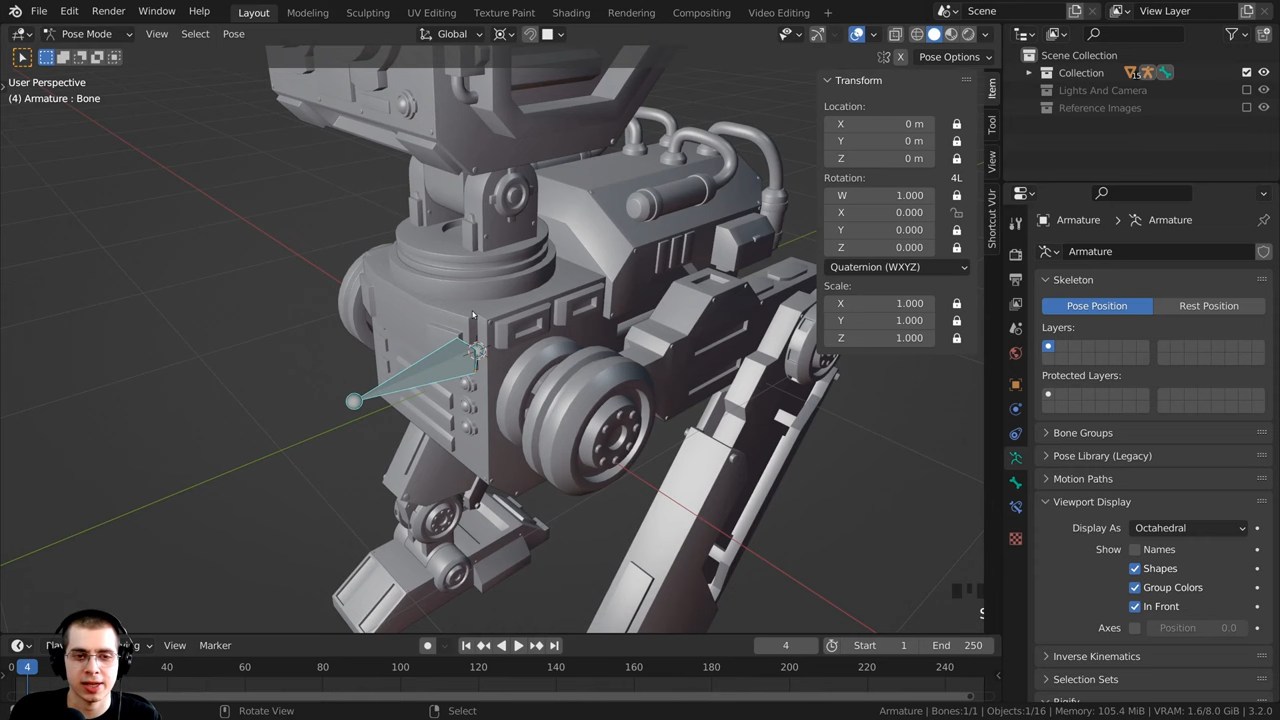 File Edit Render Window Help Layout Modeling Sculpting UV Editing Texture Paint Shading Rendering Compositing Video Editing + Scene View Layer
Pose Mode View Select Pose Global
X Pose Options
User Perspective
(4) Armature : Bone
Transform
Location:
X 0 m
Y 0 m
Z 0 m
Rotation: 4L
W 1.000
X 0.000
Y 0.000
Z 0.000
Quaternion (WXYZ)
Scale:
X 1.000
Y 1.000
Z 1.000
Item
Tool
View
Shortcut VUr
Scene Collection
Collection
Lights And Camera
Reference Images
Armature Armature
Armature
Skeleton
Pose Position Rest Position
Layers:
Protected Layers:
Bone Groups
Pose Library (Legacy)
Motion Paths
Viewport Display
Display As Octahedral
Show Names
Shapes
Group Colors
In Front
Axes Position 0.0
Inverse Kinematics
Selection Sets
View Marker 4 Start 1 End 250
0 4 40 60 80 100 120 140 160 180 200 220 240
Rotate View Select Armature | Bones:1/1 | Objects:1/16 | Memory: 105.4 MiB | VRAM: 1.6/8.0 GiB | 3.2.0